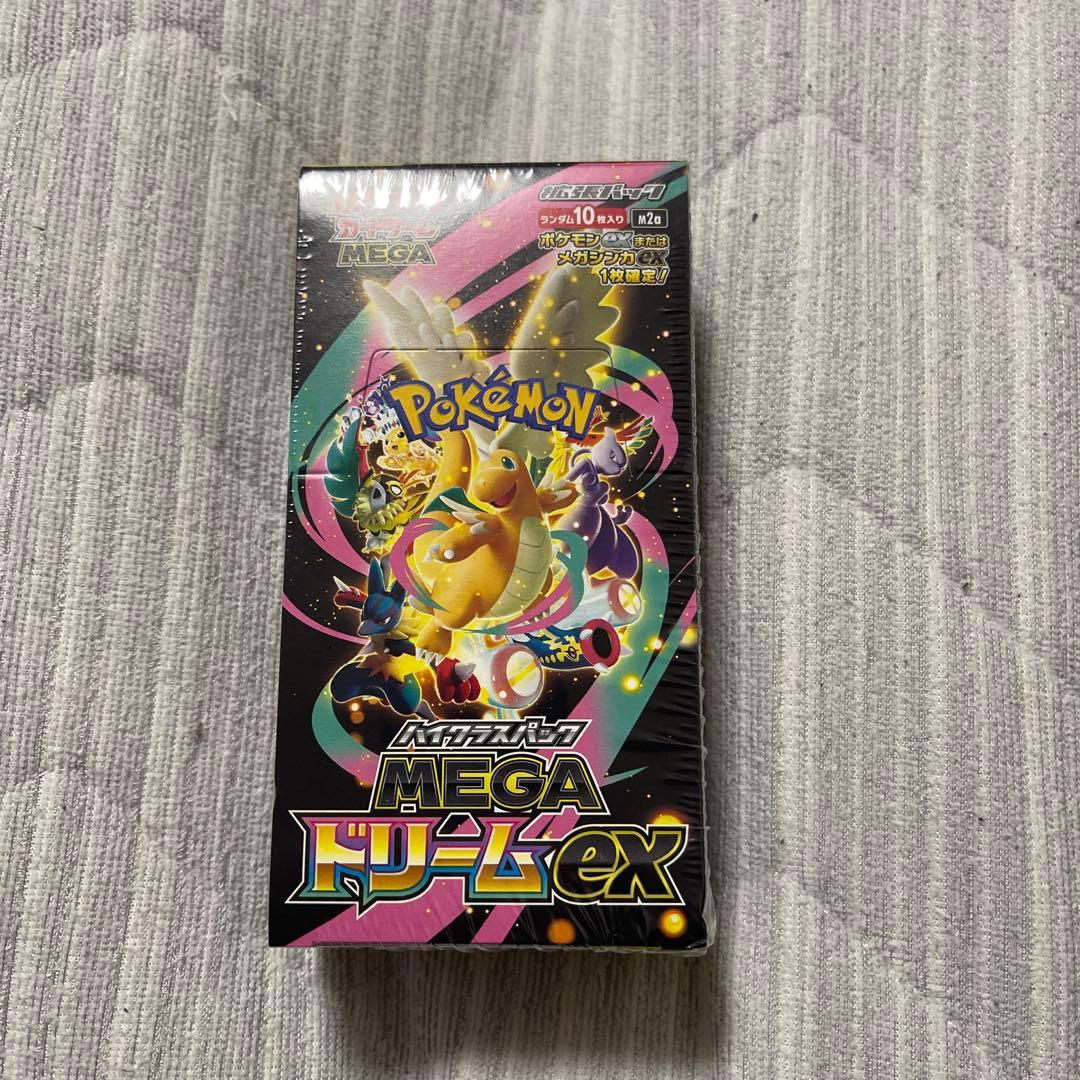 カードゲーム
MEGA
拡張パック
ランダム10枚入り M2a
ポケモンexまたは
メガシンカex
1枚確定!
POKéMON
TM
ハイクラスパック
MEGA
ドリームex